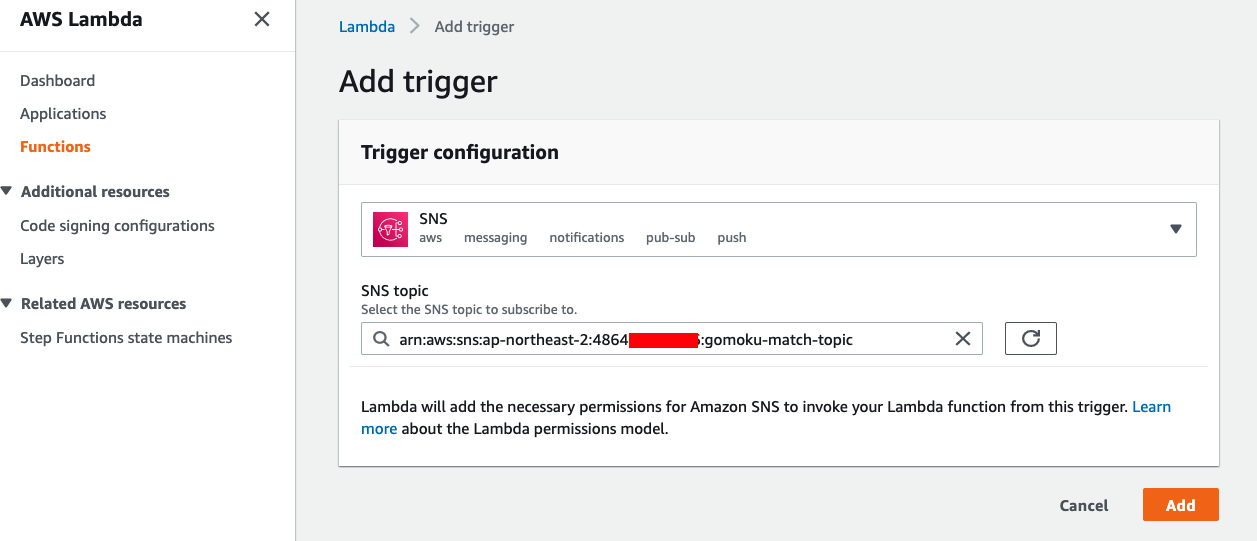 AWS Lambda
Dashboard
Applications
Functions
Additional resources
Code signing configurations
Layers
Related AWS resources
Step Functions state machines
Lambda > Add trigger
Add trigger
Trigger configuration
SNS
aws messaging notifications pub-sub push
SNS topic
Select the SNS topic to subscribe to.
arn:aws:sns:ap-northeast-2:4864 :gomoku-match-topic
Lambda will add the necessary permissions for Amazon SNS to invoke your Lambda function from this trigger. Learn
more about the Lambda permissions model.
Cancel Add